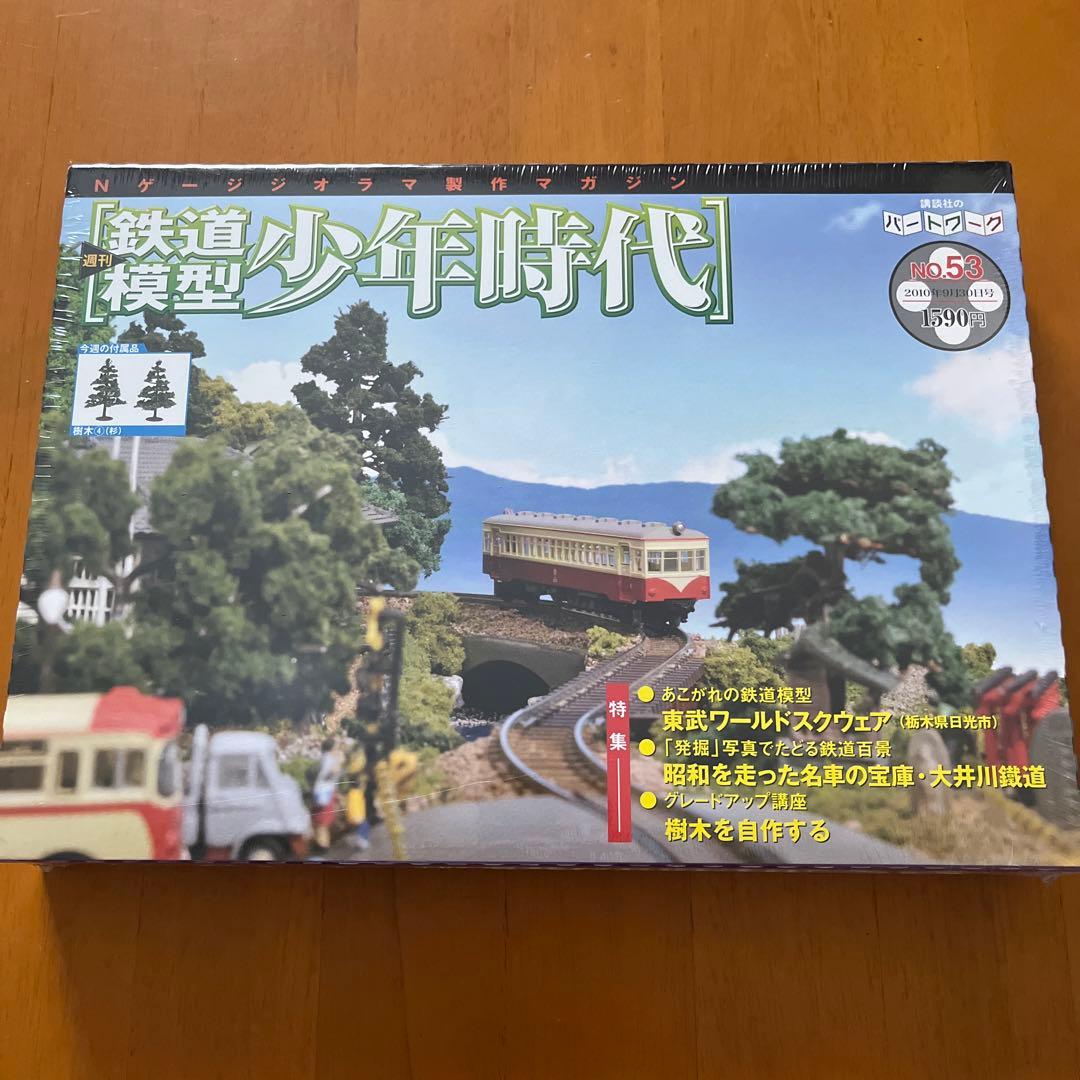 Nゲージジオラマ製作マガジン
週刊
鉄道模型 少年時代
講談社の
パートワーク
NO.53
2010年9月30日号
1590円
今週の付属品
樹木④(杉)
特集
● あこがれの鉄道模型
東武ワールドスクウェア(栃木県日光市)
●「発掘」写真でたどる鉄道百景
昭和を走った名車の宝庫・大井川鐵道
● グレードアップ講座
樹木を自作する